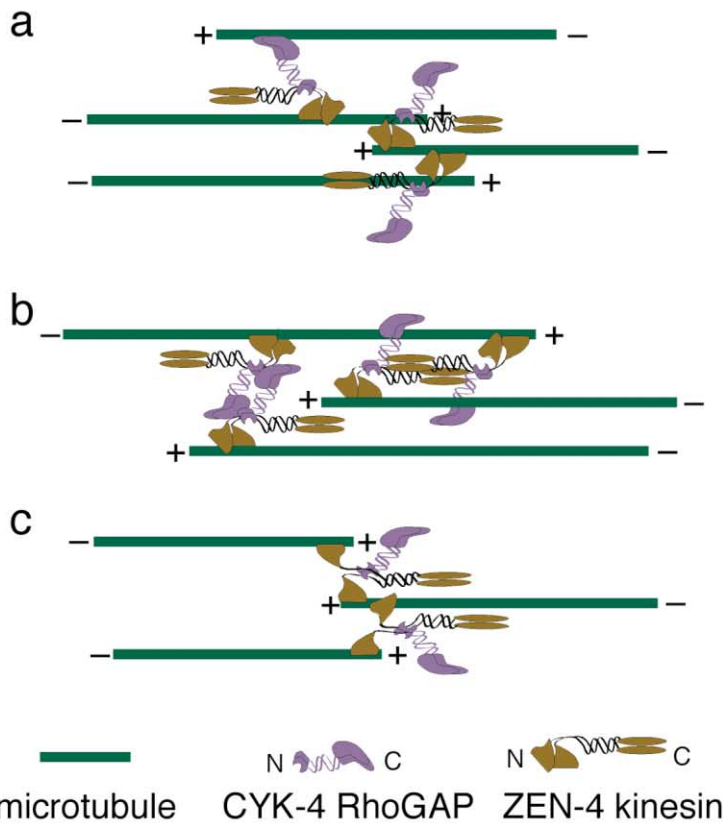 a
+ −
− +
+ −
− +
b
− +
+ −
+ −
c
− +
+ −
− +
N C N C
microtubule CYK-4 RhoGAP ZEN-4 kinesin